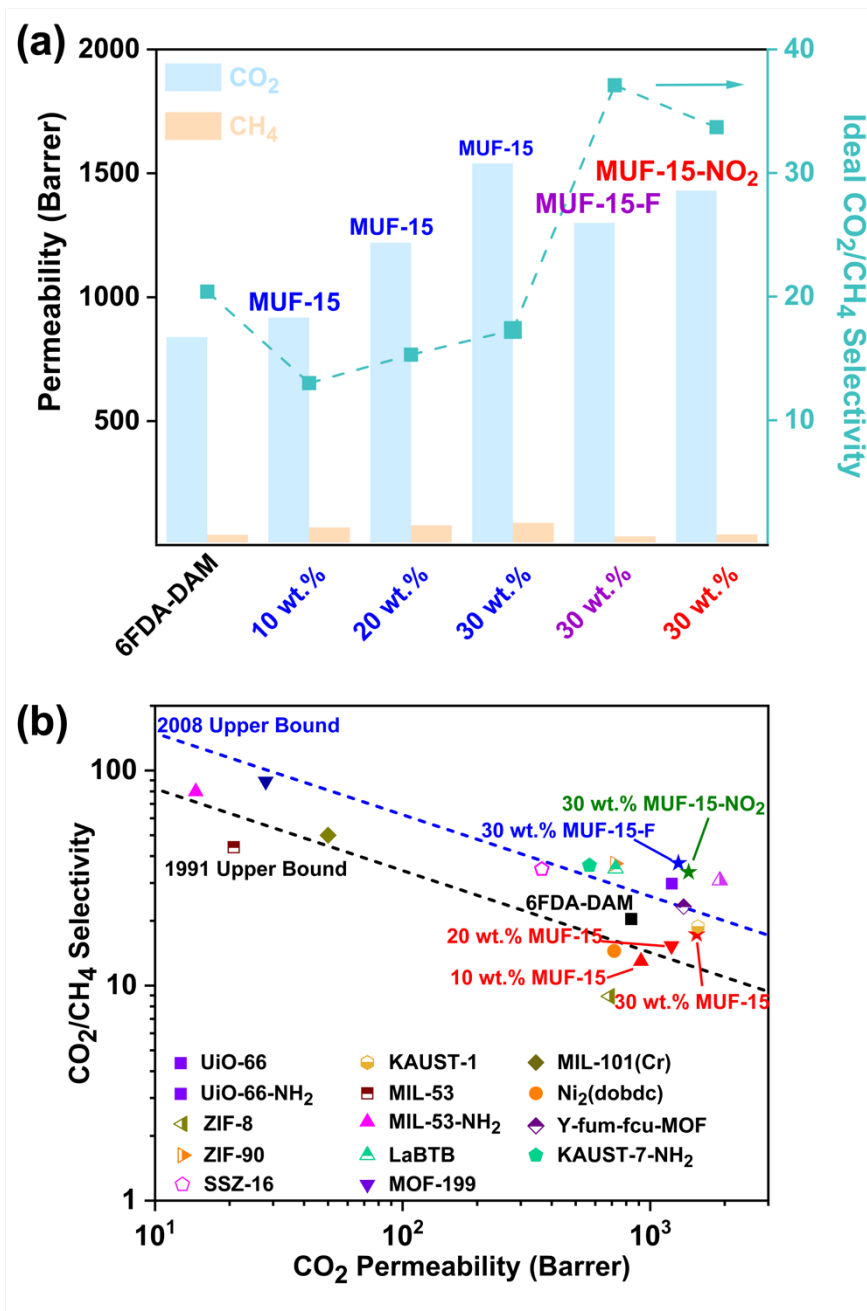 (a)
2000
1500
1000
500
Permeability (Barrer)
CO₂
CH₄
MUF-15
MUF-15
MUF-15
MUF-15-F
MUF-15-NO₂
40
30
20
10
Ideal CO₂/CH₄ Selectivity
6FDA-DAM
10 wt.%
20 wt.%
30 wt.%
30 wt.%
30 wt.%
(b)
2008 Upper Bound
1991 Upper Bound
30 wt.% MUF-15-NO₂
30 wt.% MUF-15-F
6FDA-DAM
20 wt.% MUF-15
10 wt.% MUF-15
30 wt.% MUF-15
100
10
1
CO₂/CH₄ Selectivity
UiO-66
UiO-66-NH₂
ZIF-8
ZIF-90
SSZ-16
KAUST-1
MIL-53
MIL-53-NH₂
LaBTB
MOF-199
MIL-101(Cr)
Ni₂(dobdc)
Y-fum-fcu-MOF
KAUST-7-NH₂
10¹
10²
10³
CO₂ Permeability (Barrer)